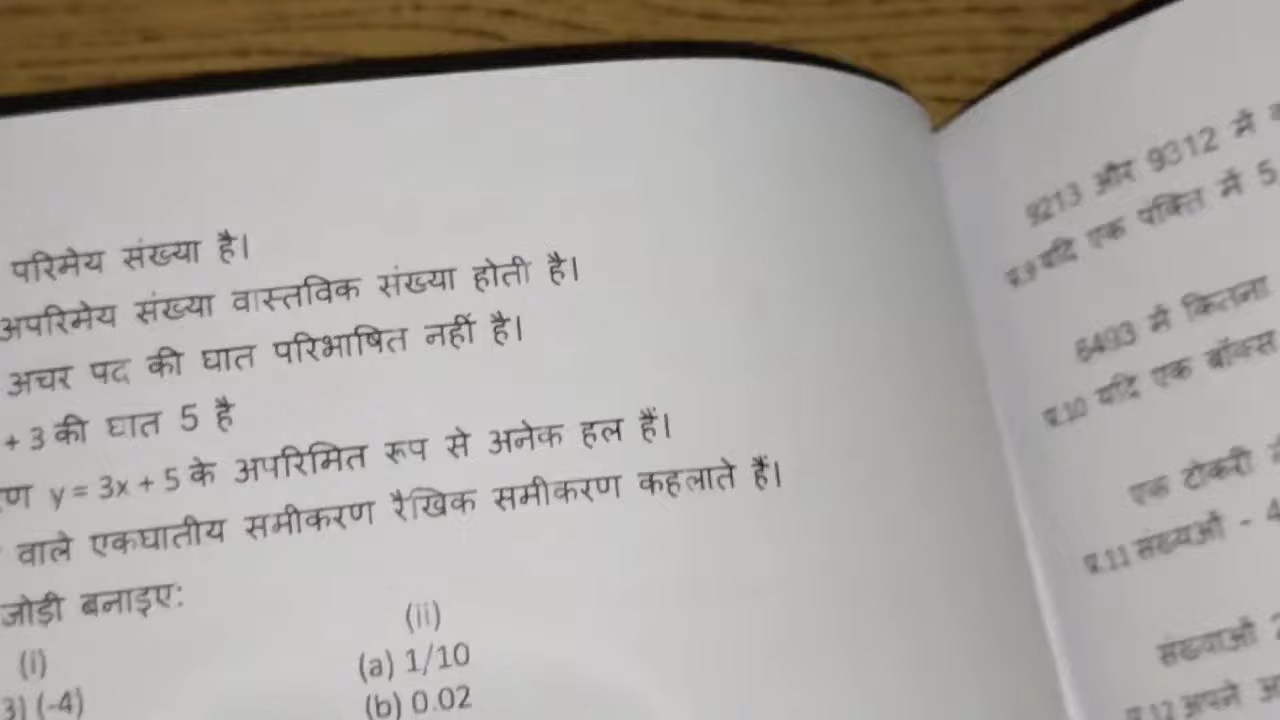 परिमेय संख्या है।
अपरिमेय संख्या वास्तविक संख्या होती है।
अचर पद की घात परिभाषित नहीं है।
+ 3 की घात 5 है
y = 3x + 5 के अपरिमित रूप से अनेक हल हैं।
वाले एकघातीय समीकरण रैखिक समीकरण कहलाते हैं।
जोड़ी बनाइए:
(i) (ii)
(a) 1/10
3) (-4) (b) 0.02
9213 और 9312 में
प्र.9 यदि एक पंक्ति में 5
6493 में कितना
प्र.10 यदि एक बॉक्स
एक टोकरी
प्र.11 संख्याओं - 4
संख्याओं
प्र.12 अपने